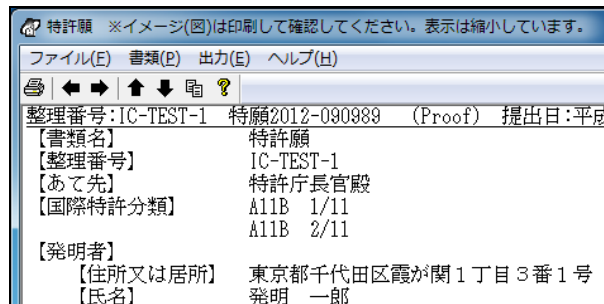 特許願　※イメージ(図)は印刷して確認してください。表示は縮小しています。
ファイル(F)　書類(P)　出力(E)　ヘルプ(H)
整理番号:IC-TEST-1　特願2012-090989　(Proof)　提出日:平成
【書類名】　特許願
【整理番号】　IC-TEST-1
【あて先】　特許庁長官殿
【国際特許分類】　A11B 1/11
A11B 2/11
【発明者】
【住所又は居所】　東京都千代田区霞が関１丁目３番１号
【氏名】　発明　一郎